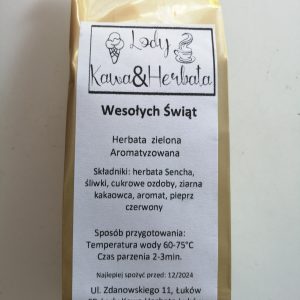 Lody
Kawa&Herbata
Wesołych Świąt
Herbata zielona
Aromatyzowana
Składniki: herbata Sencha,
śliwki, cukrowe ozdoby, ziarna
kakaowca, aromat, pieprz
czerwony
Sposób przygotowania:
Temperatura wody 60-75°C
Czas parzenia 2-3min.
Najlepiej spożyć przed: 12/2024
Ul. Zdanowskiego 11, Łuków